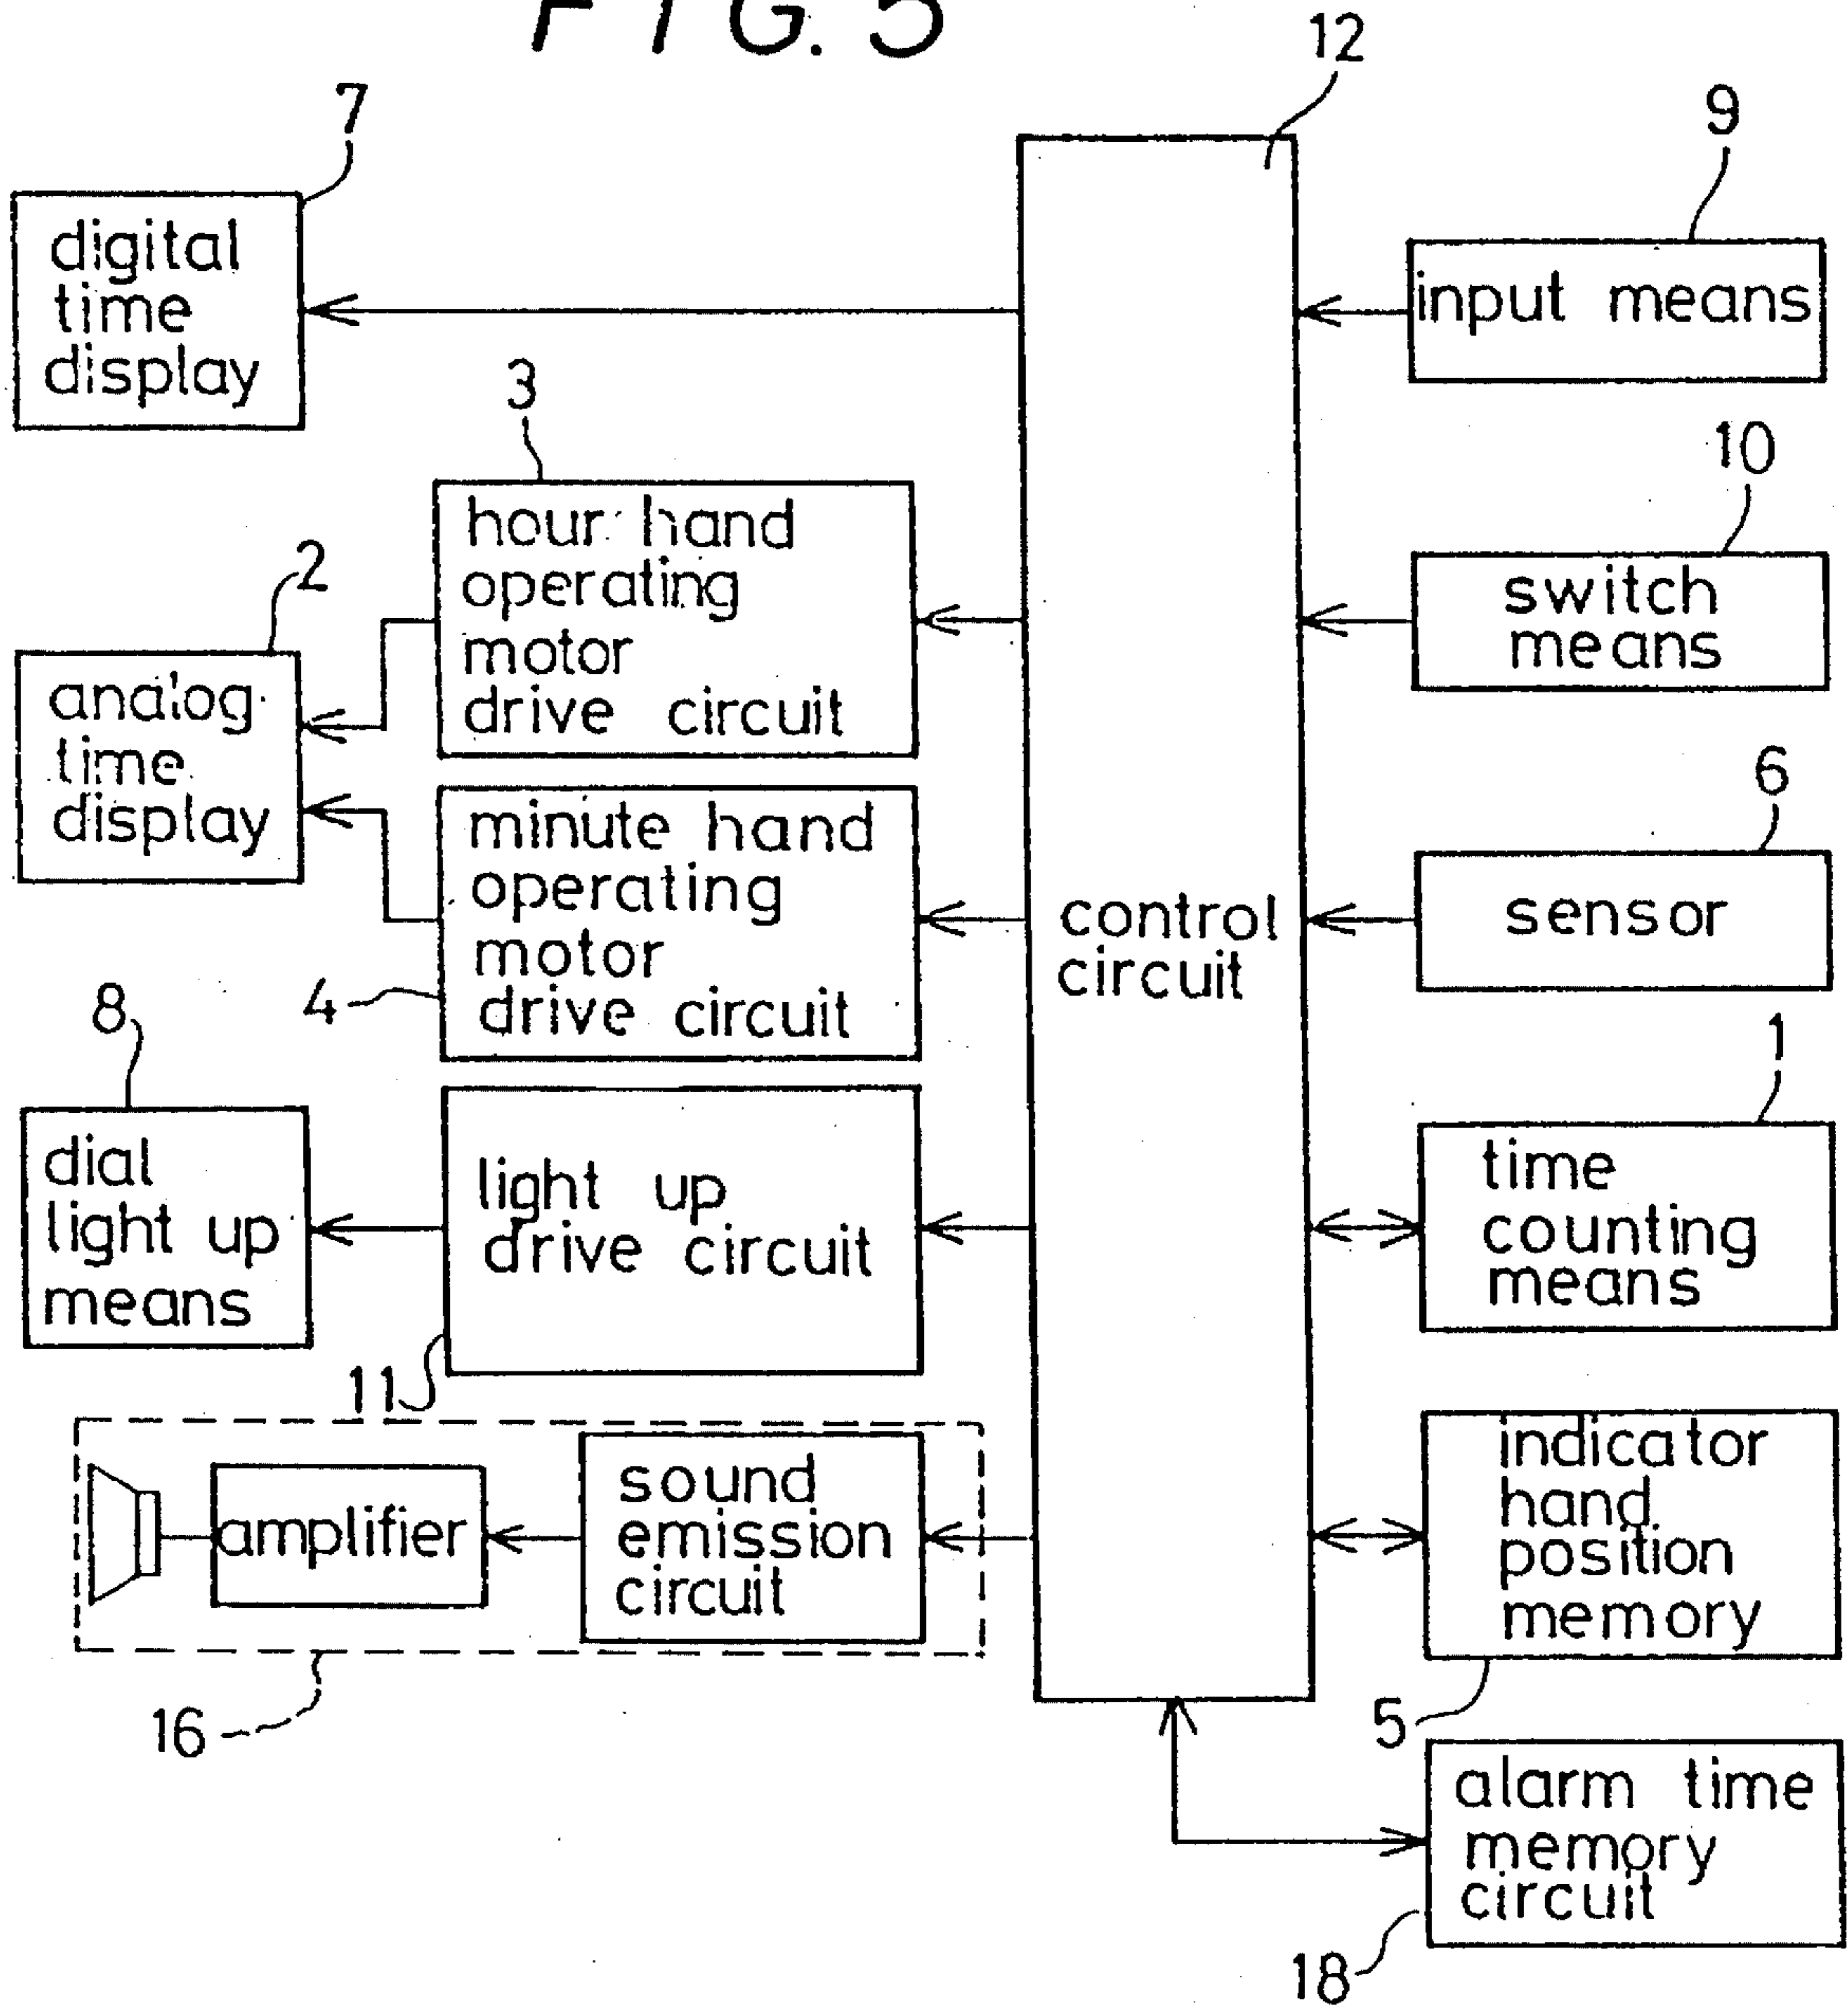 FIG. 5
12
7
9
digital
time
display
input means
3
10
hour hand
operating
motor
drive circuit
switch
means
2
analog
time
display
6
minute hand
operating
motor
drive circuit
sensor
control
circuit
4
8
1
dial
light up
means
light up
drive circuit
time
counting
means
11
indicator
hand
position
memory
sound
emission
circuit
amplifier
16
5
alarm time
memory
circuit
18